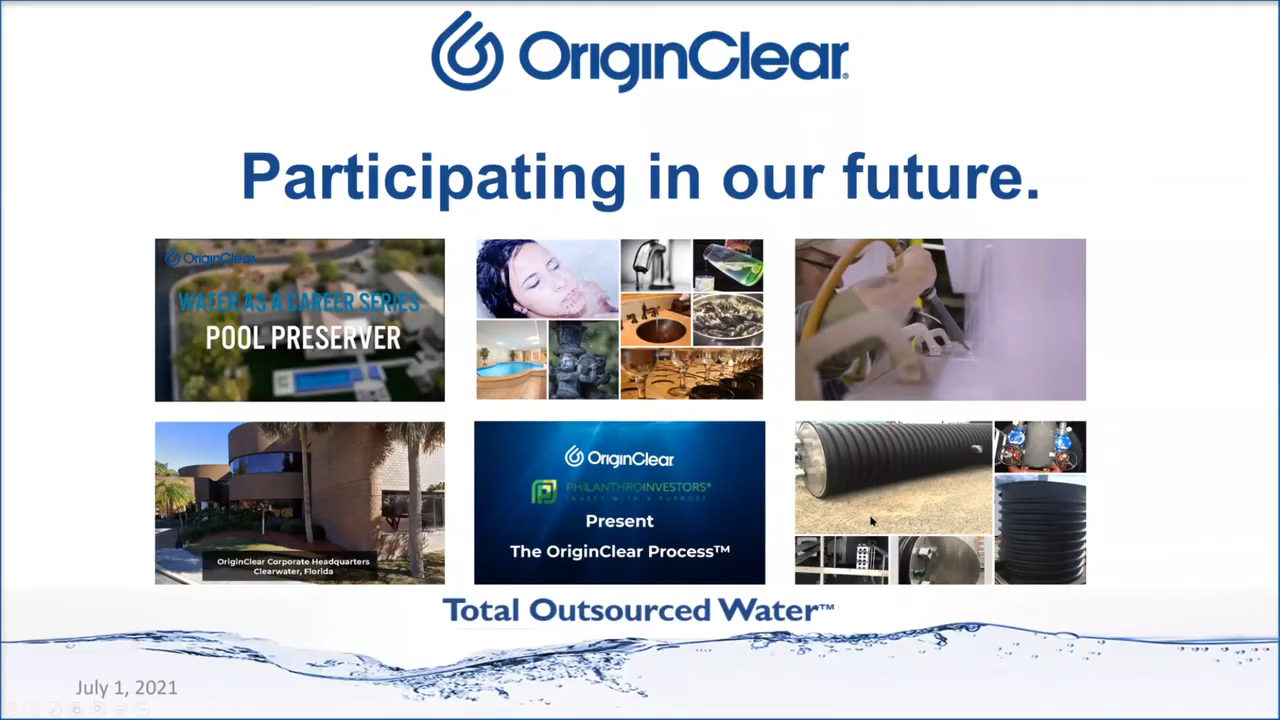 OriginClear®
Participating in our future.
OriginClear
WATER AS A CAREER SERIES
POOL PRESERVER
OriginClear Corporate Headquarters
Clearwater, Florida
OriginClear
PHILANTHROINVESTORS®
INVEST WITH A PURPOSE
Present
The OriginClear Process™
Total Outsourced Water™
July 1, 2021